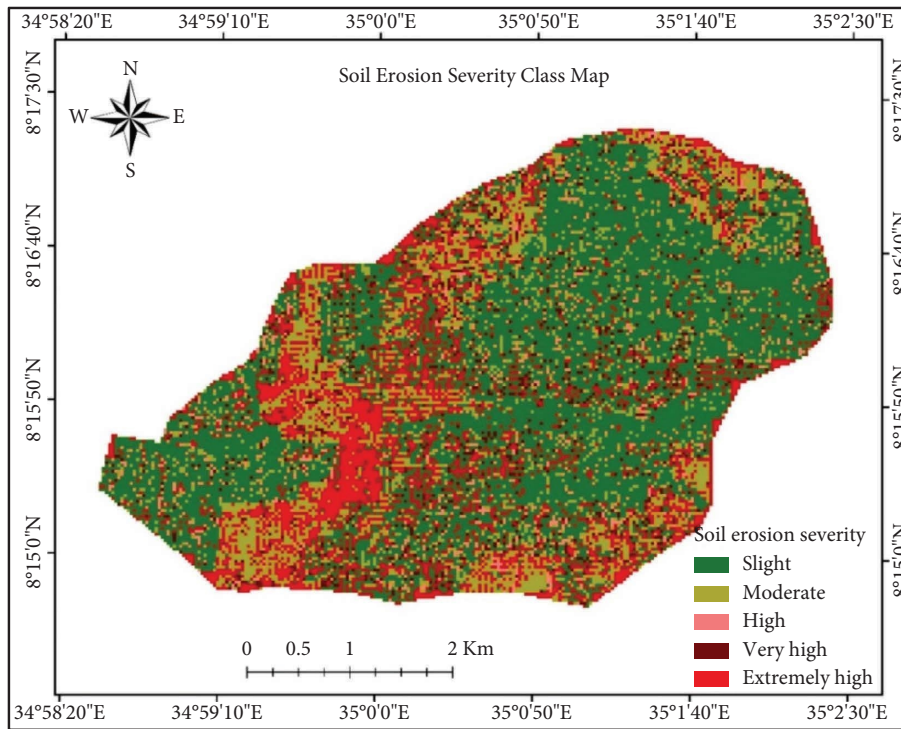 34°58'20"E 34°59'10"E 35°0'0"E 35°0'50"E 35°1'40"E 35°2'30"E
Soil Erosion Severity Class Map
N
W E
S
8°17'30"N 8°17'30"N
8°16'40"N 8°16'40"N
8°15'50"N 8°15'50"N
8°15'0"N 8°15'0"N
Soil erosion severity
Slight
Moderate
High
Very high
Extremely high
0 0.5 1 2 Km
34°58'20"E 34°59'10"E 35°0'0"E 35°0'50"E 35°1'40"E 35°2'30"E